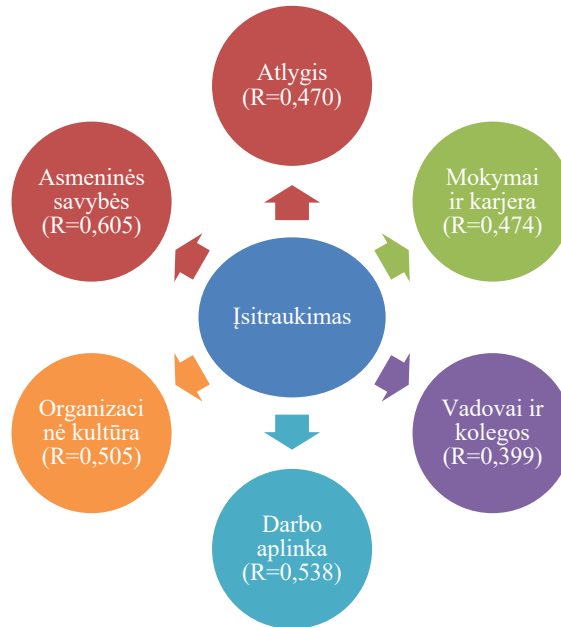 Atlygis
(R=0,470)
Asmeninės
savybės
(R=0,605)
Mokymai
ir karjera
(R=0,474)
Įsitraukimas
Organizaci
nė kultūra
(R=0,505)
Vadovai ir
kolegos
(R=0,399)
Darbo
aplinka
(R=0,538)